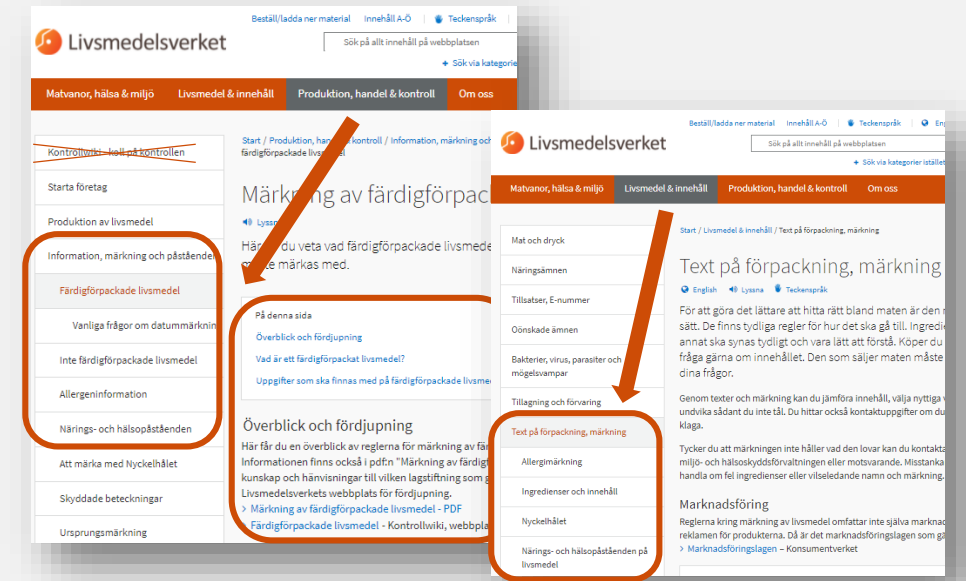 Beställ/ladda ner material Innehåll A-Ö Teckenspråk
Livsmedelsverket
Sök på allt innehåll på webbplatsen
+ Sök via kategorie
Matvanor, hälsa & miljö Livsmedel & innehåll Produktion, handel & kontroll Om oss
Kontrollwiki - koll på kontrollen
Starta företag
Produktion av livsmedel
Information, märkning och påståenden
Färdigförpackade livsmedel
Vanliga frågor om datummärknin
Inte färdigförpackade livsmedel
Allergeninformation
Närings- och hälsopåståenden
Att märka med Nyckelhålet
Skyddade beteckningar
Ursprungsmärkning
Start / Produktion, handel & kontroll / Information, märkning och
färdigförpackade livsmedel
Märkning av färdigförpac
Lyssna
Här du veta vad färdigförpackade livsmede
måste märkas med.
På denna sida
Överblick och fördjupning
Vad är ett färdigförpackat livsmedel?
Uppgifter som ska finnas med på färdigförpackade livsme
Överblick och fördjupning
Här får du en överblick av reglerna för märkning av fär
Informationen finns också i pdf:n "Märkning av färdigf
kunskap och hänvisningar till vilken lagstiftning som g
Livsmedelsverkets webbplats för fördjupning.
> Märkning av färdigförpackade livsmedel - PDF
> Färdigförpackade livsmedel - Kontrollwiki, webbpla
Beställ/ladda ner material Innehåll A-Ö Teckenspråk Eng
Livsmedelsverket
Sök på allt innehåll på webbplatsen
+ Sök via kategorier istället
Matvanor, hälsa & miljö Livsmedel & innehåll Produktion, handel & kontroll Om oss
Mat och dryck
Näringsämnen
Tillsatser, E-nummer
Oönskade ämnen
Bakterier, virus, parasiter och
mögelsvampar
Tillagning och förvaring
Text på förpackning, märkning
Allergimärkning
Ingredienser och innehåll
Nyckelhålet
Närings- och hälsopåståenden på
livsmedel
Start / Livsmedel & innehåll / Text på förpackning, märkning
Text på förpackning, märkning
English Lyssna Teckenspråk
För att göra det lättare att hitta rätt bland maten är den r
sätt. De finns tydliga regler för hur det ska gå till. Ingredie
annat ska synas tydligt och vara lätt att förstå. Köper du
fråga gärna om innehållet. Den som säljer maten måste
dina frågor.
Genom texter och märkning kan du jämföra innehåll, välja nyttiga v
undvika sådant du inte tål. Du hittar också kontaktuppgifter om du
klaga.
Tycker du att märkningen inte håller vad den lovar kan du kontakta
miljö- och hälsoskyddsförvaltningen eller motsvarande. Misstanka
handla om fel ingredienser eller vilseledande namn och märkning.
Marknadsföring
Reglerna kring märkning av livsmedel omfattar inte själva marknad
reklamen för produkterna. Då är det marknadsföringslagen som gä
> Marknadsföringslagen – Konsumentverket